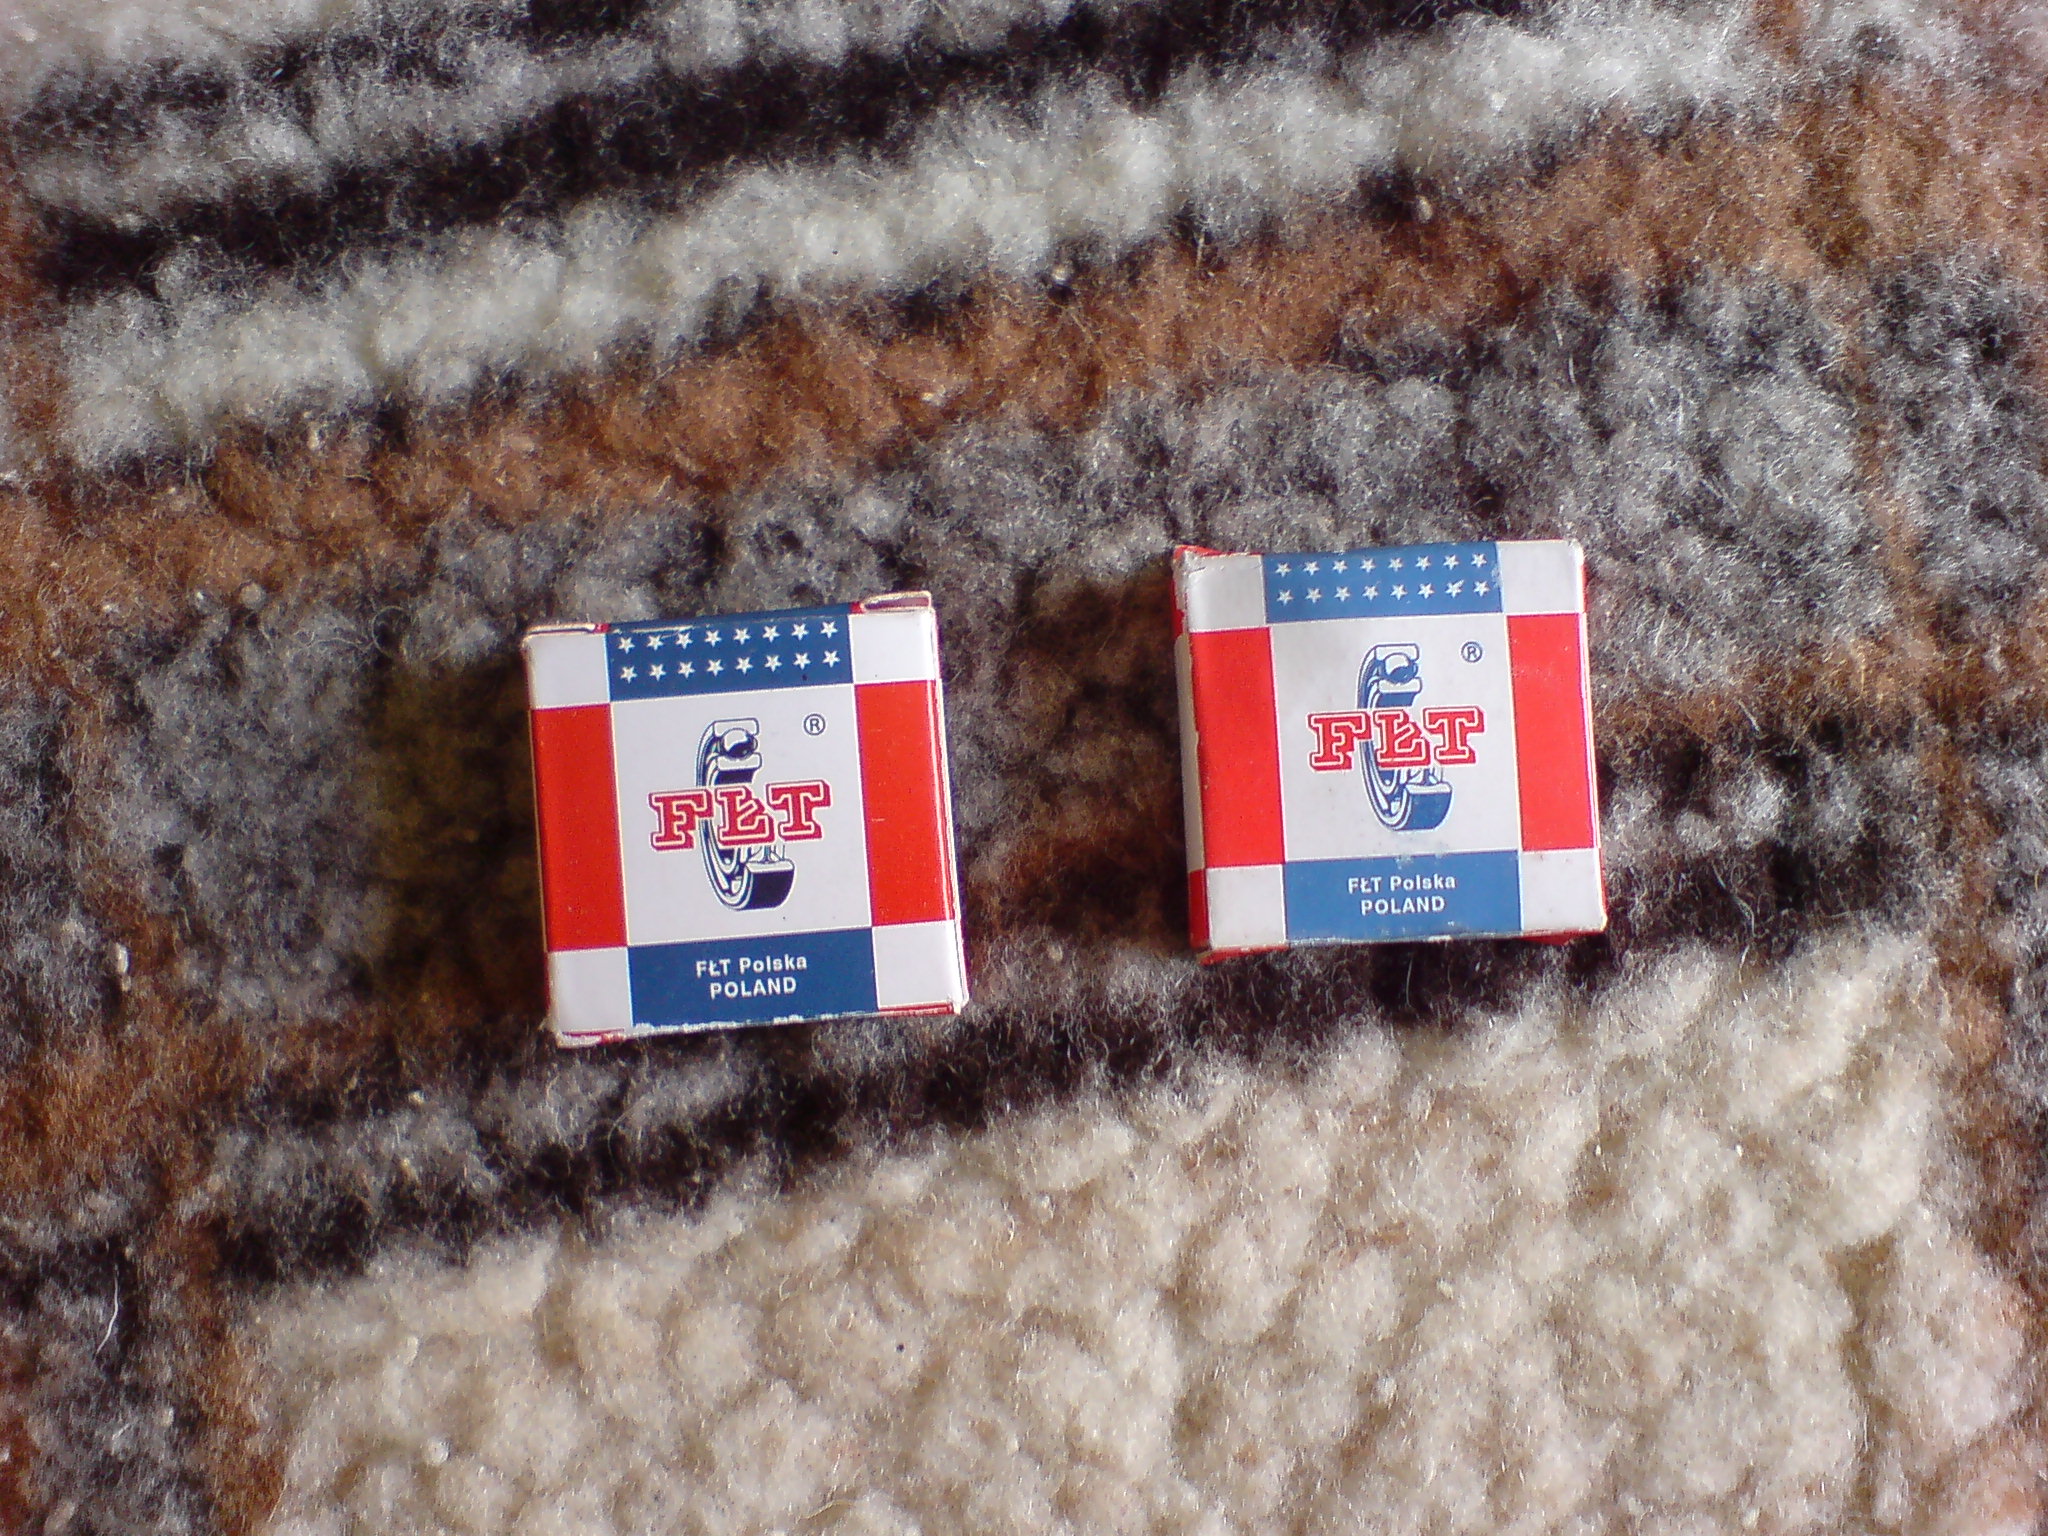 ®
FŁT
FŁT Polska
POLAND
®
FŁT
FŁT Polska
POLAND